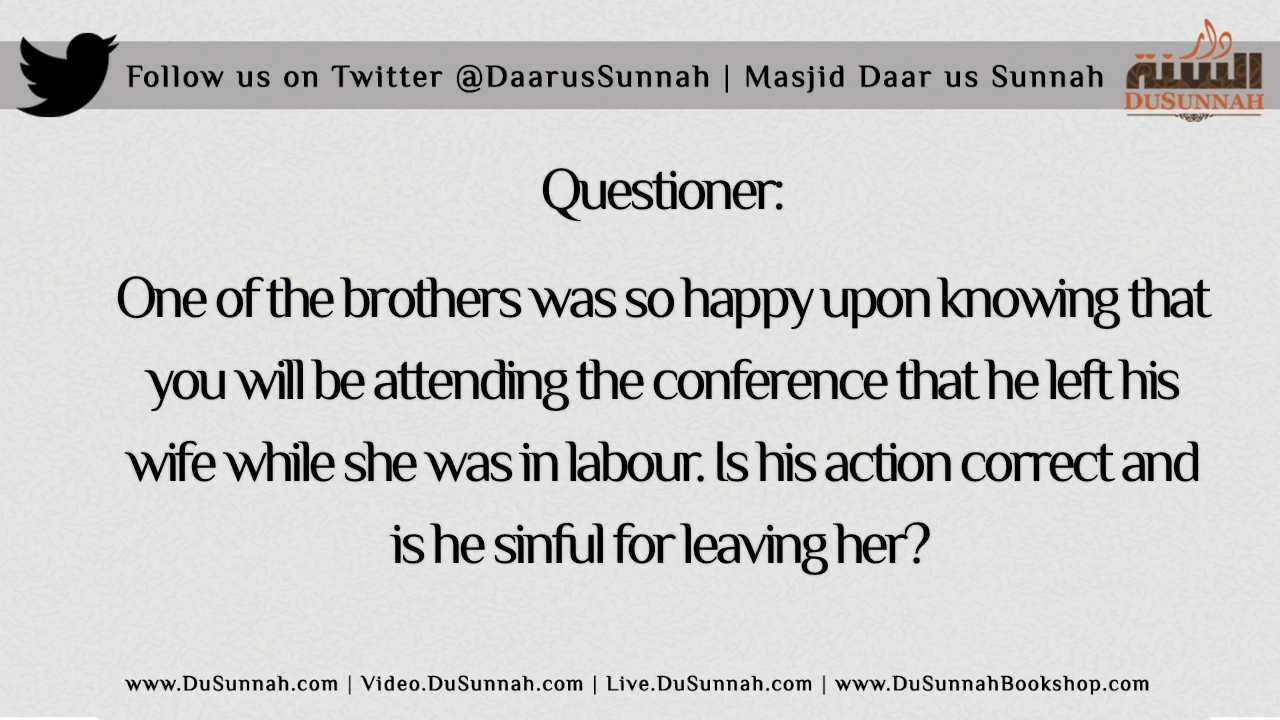 Follow us on Twitter @DaarusSunnah | Masjid Daar us Sunnah
دار
السنة
DUSUNNAH
Questioner:
One of the brothers was so happy upon knowing that
you will be attending the conference that he left his
wife while she was in labour. Is his action correct and
is he sinful for leaving her?
www.DuSunnah.com | Video.DuSunnah.com | Live.DuSunnah.com | www.DuSunnahBookshop.com